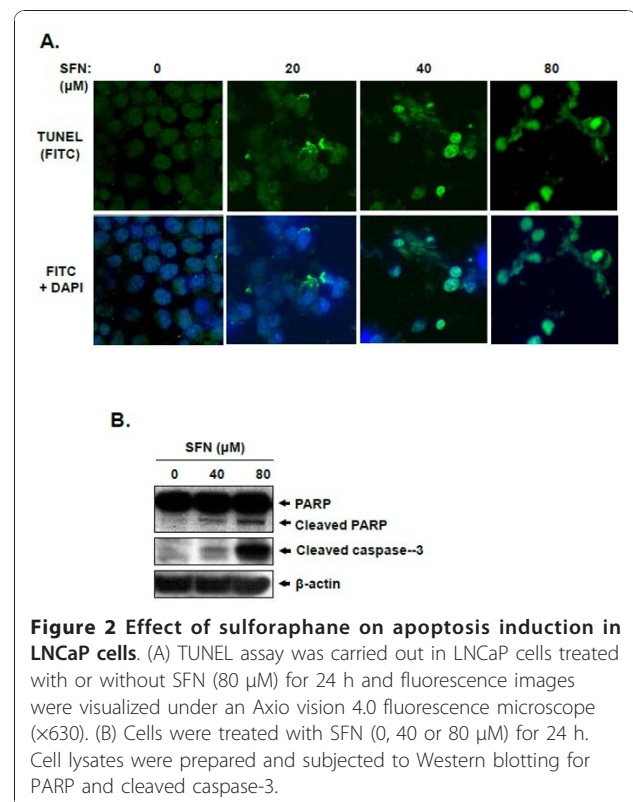 A.
SFN: 0 20 40 80
(µM)
TUNEL
(FITC)
FITC
+ DAPI
B.
SFN (µM)
0 40 80
PARP
Cleaved PARP
Cleaved caspase--3
β-actin
Figure 2 Effect of sulforaphane on apoptosis induction in
LNCaP cells. (A) TUNEL assay was carried out in LNCaP cells treated
with or without SFN (80 µM) for 24 h and fluorescence images
were visualized under an Axio vision 4.0 fluorescence microscope
(×630). (B) Cells were treated with SFN (0, 40 or 80 µM) for 24 h.
Cell lysates were prepared and subjected to Western blotting for
PARP and cleaved caspase-3.